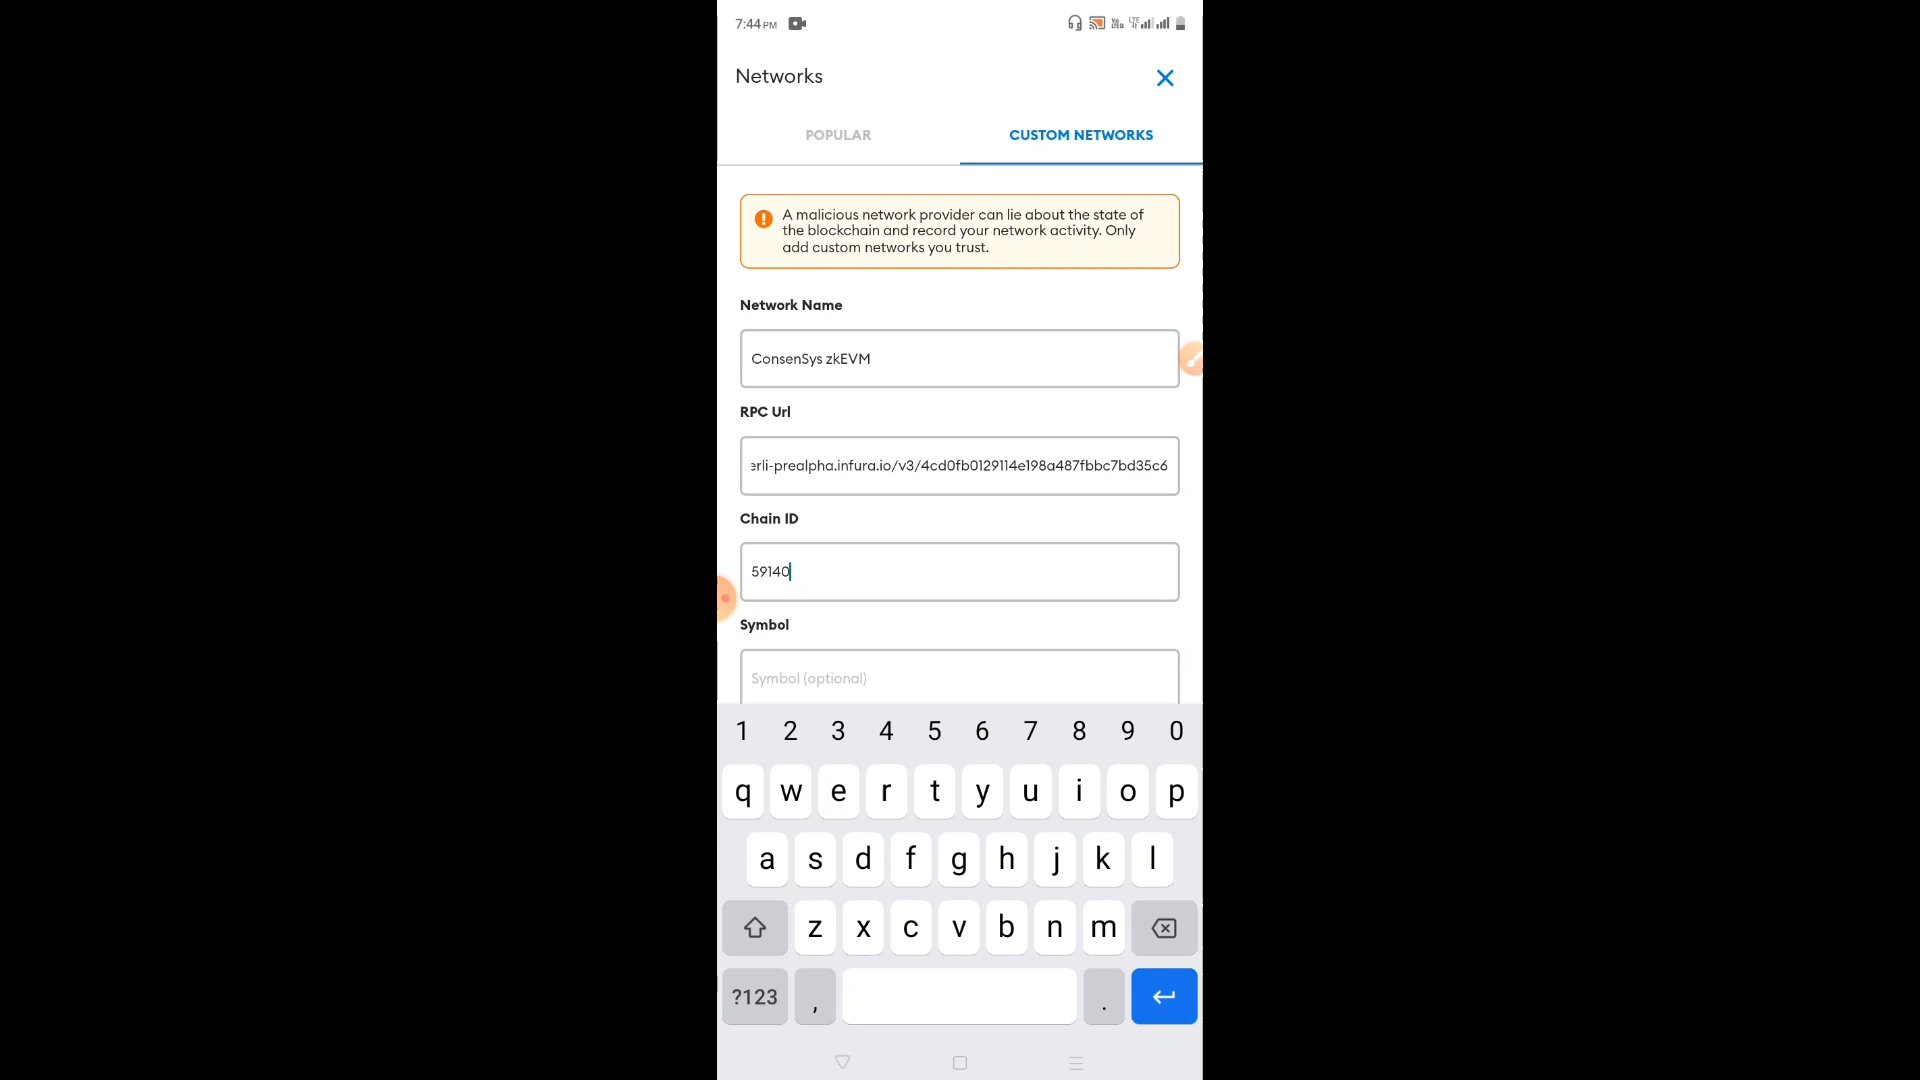 7:44 PM
Networks
POPULAR
CUSTOM NETWORKS
A malicious network provider can lie about the state of
the blockchain and record your network activity. Only
add custom networks you trust.
Network Name
ConsenSys zkEVM
RPC Url
erli-prealpha.infura.io/v3/4cd0fb0129114e198a487fbbc7bd35c6
Chain ID
59140
Symbol
Symbol (optional)
1 2 3 4 5 6 7 8 9 0
q w e r t y u i o p
a s d f g h j k l
z x c v b n m
?123 , .